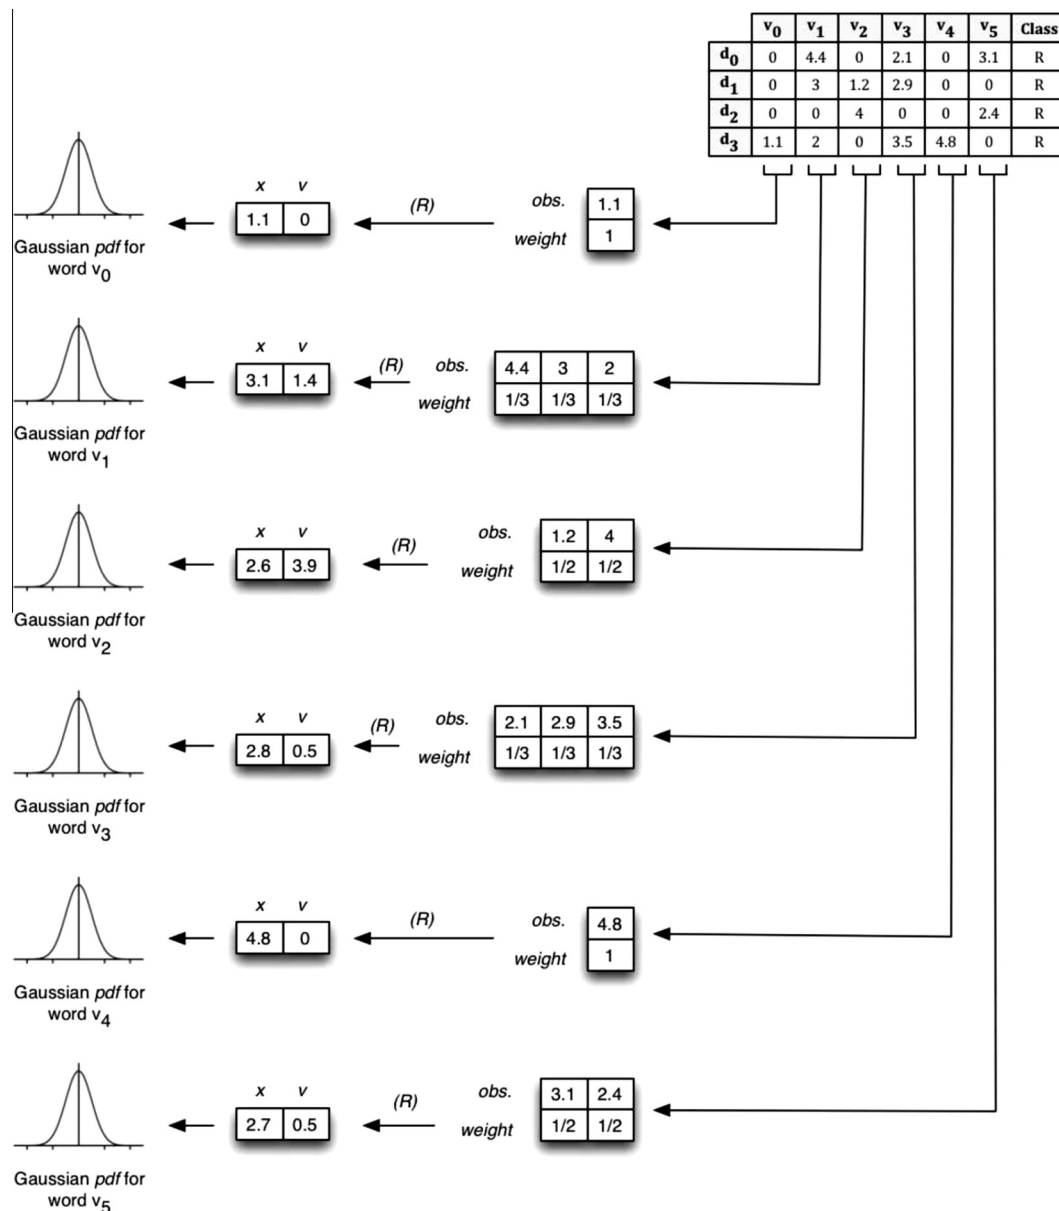 v0 v1 v2 v3 v4 v5 Class
d0 0 4.4 0 2.1 0 3.1 R
d1 0 3 1.2 2.9 0 0 R
d2 0 0 4 0 0 2.4 R
d3 1.1 2 0 3.5 4.8 0 R
x v
1.1 0
(R)
obs. 1.1
weight 1
Gaussian pdf for
word v0
x v
3.1 1.4
(R)
obs. 4.4 3 2
weight 1/3 1/3 1/3
Gaussian pdf for
word v1
x v
2.6 3.9
(R)
obs. 1.2 4
weight 1/2 1/2
Gaussian pdf for
word v2
x v
2.8 0.5
(R)
obs. 2.1 2.9 3.5
weight 1/3 1/3 1/3
Gaussian pdf for
word v3
x v
4.8 0
(R)
obs. 4.8
weight 1
Gaussian pdf for
word v4
x v
2.7 0.5
(R)
obs. 3.1 2.4
weight 1/2 1/2
Gaussian pdf for
word v5